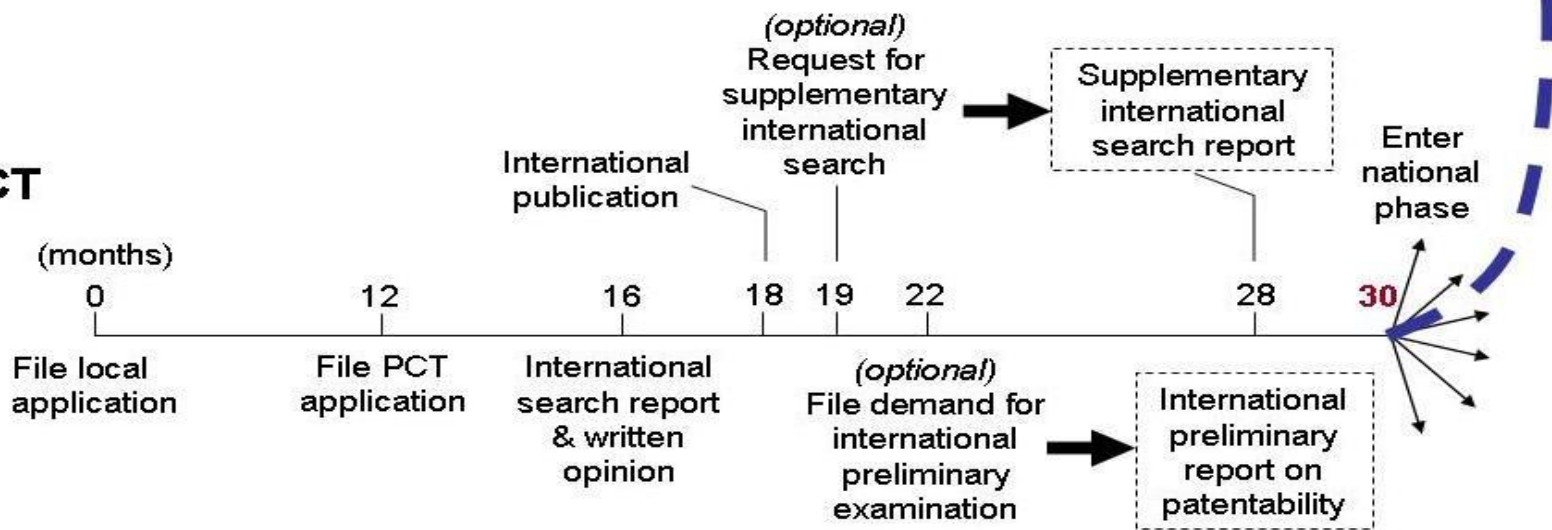 (optional)
Request for
supplementary
international
search
Supplementary
international
search report
Enter
national
phase
International
publication
CT
(months)
0 12 16 18 19 22 28 30
File local
application
File PCT
application
International
search report
& written
opinion
(optional)
File demand for
international
preliminary
examination
International
preliminary
report on
patentability